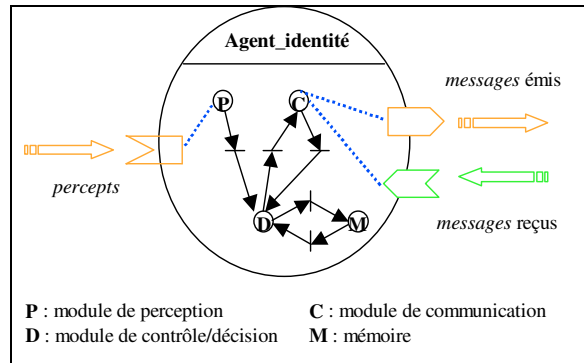 Agent_identité
P
C
messages émis
percepts
D
M
messages reçus
P : module de perception
C : module de communication
D : module de contrôle/décision
M : mémoire